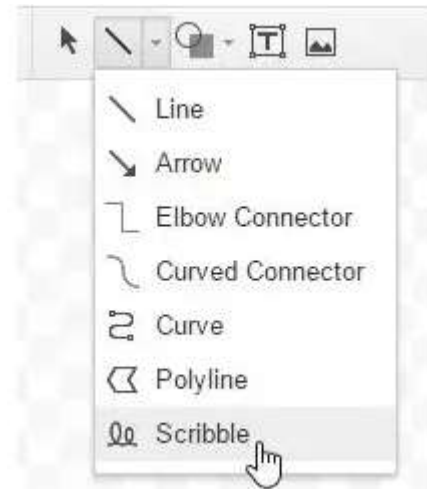 T
Line
Arrow
Elbow Connector
Curved Connector
Curve
Polyline
Scribble